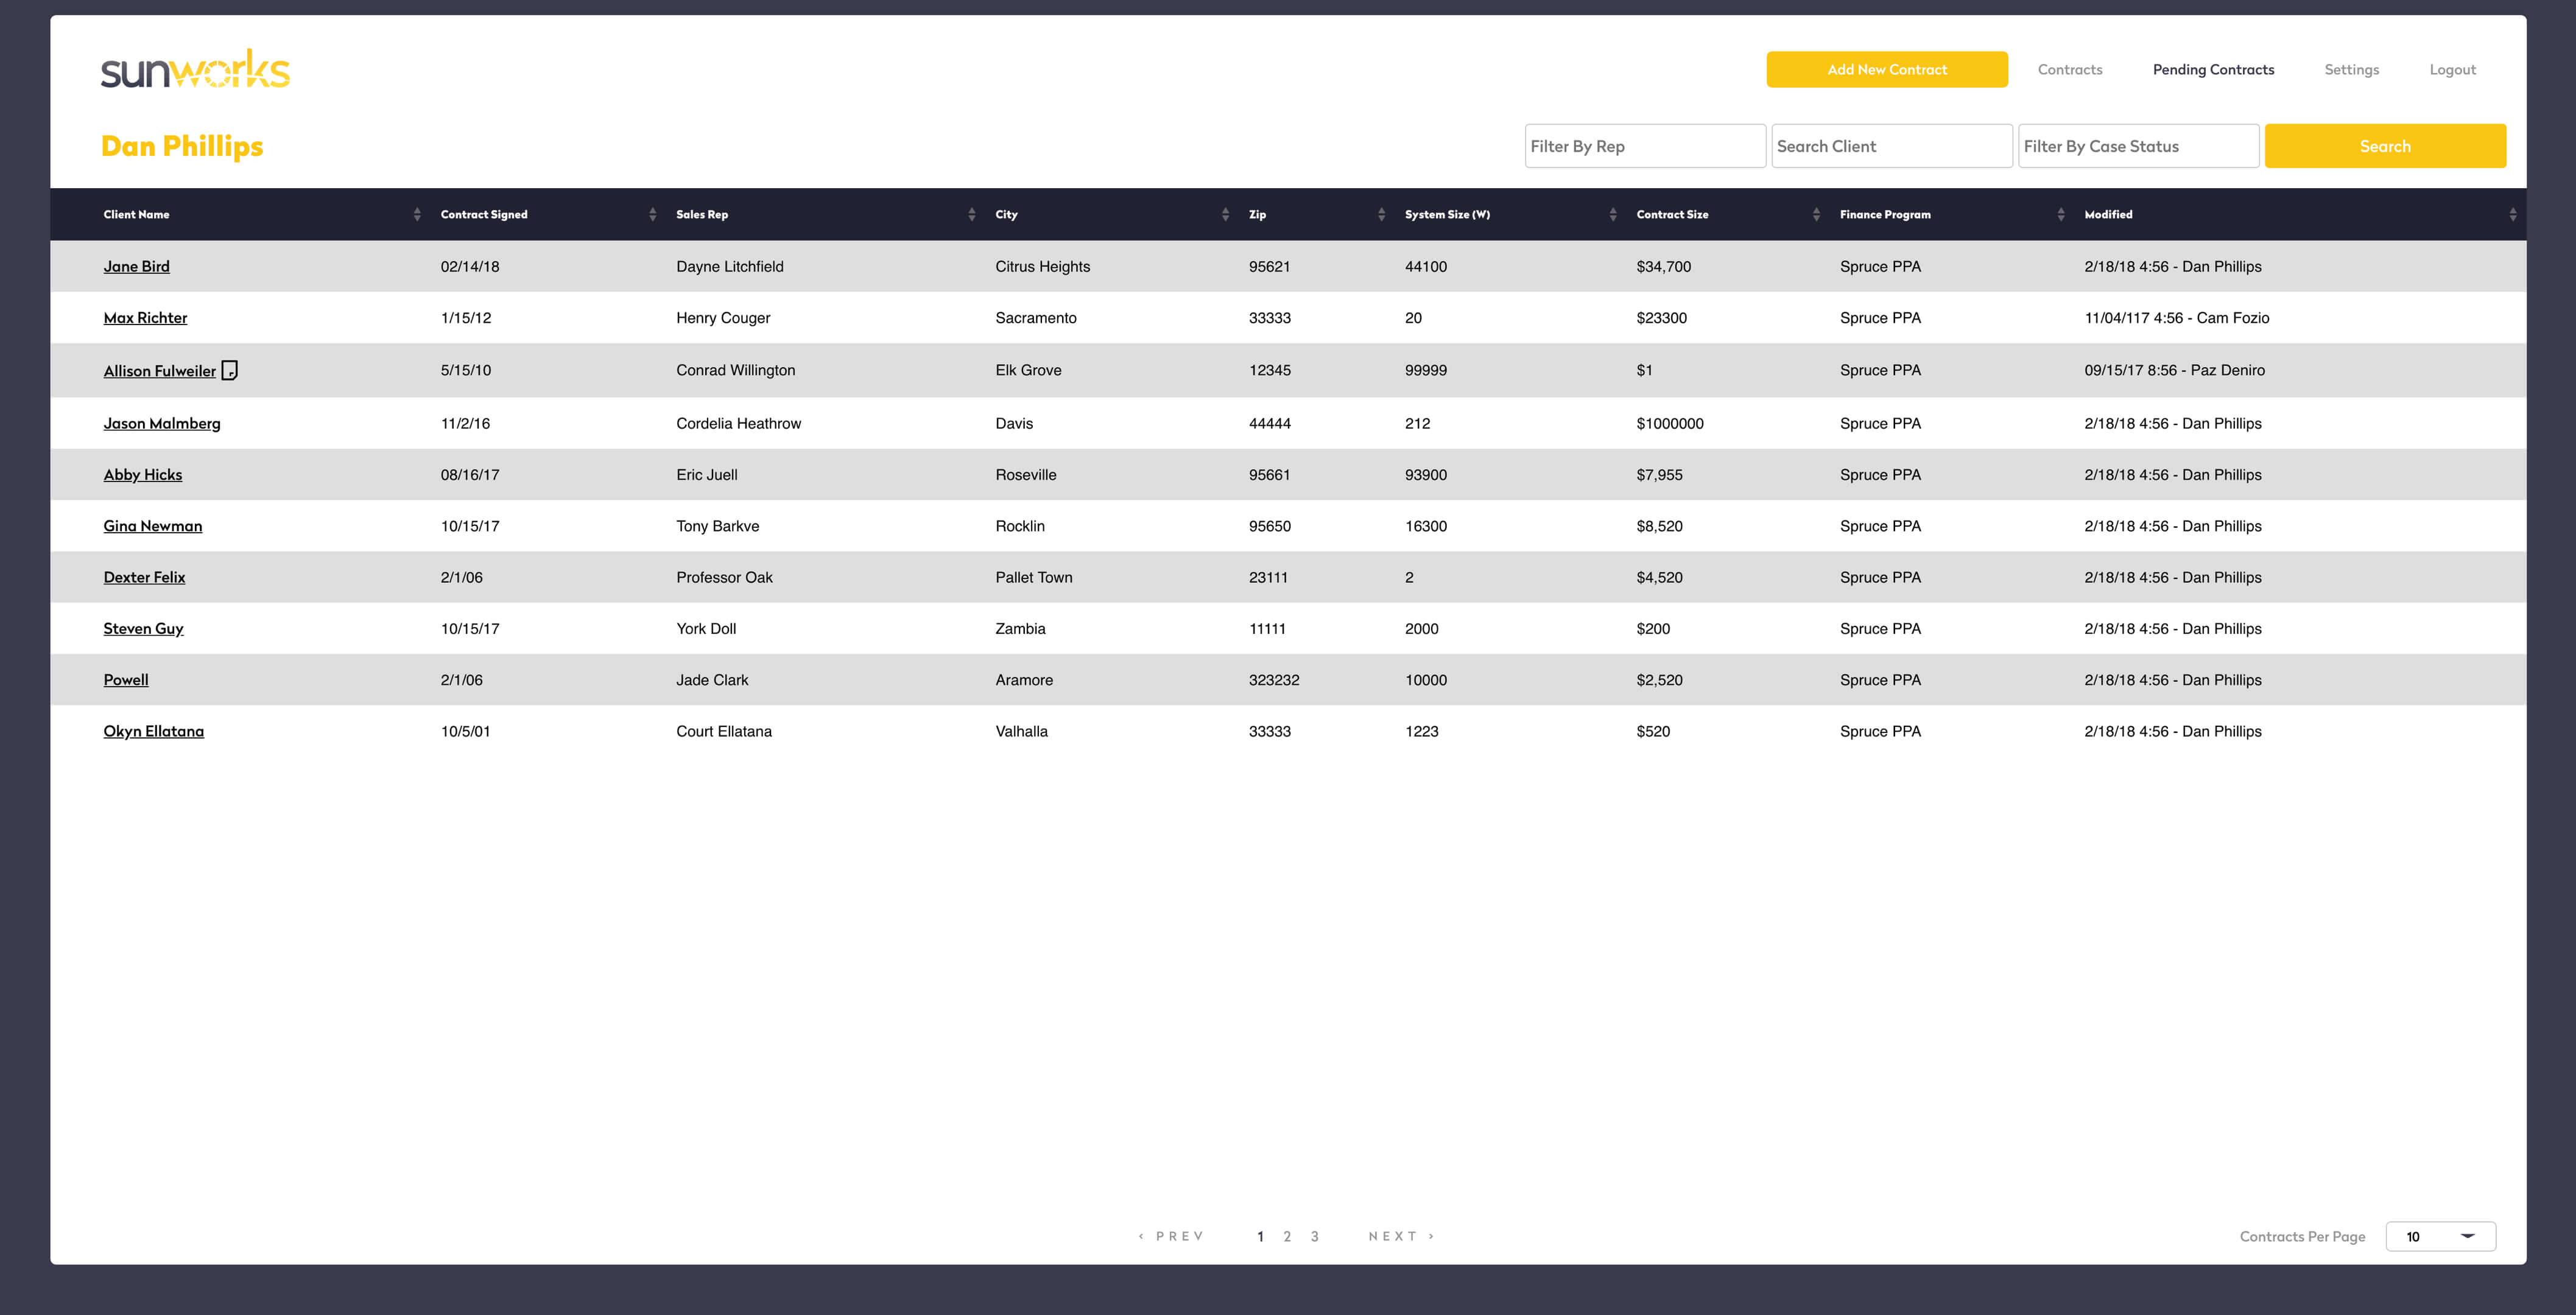 sunworks
Add New Contract Contracts Pending Contracts Settings Logout
Dan Phillips
Filter By Rep Search Client Filter By Case Status Search
Client Name Contract Signed Sales Rep City Zip System Size (W) Contract Size Finance Program Modified
Jane Bird 02/14/18 Dayne Litchfield Citrus Heights 95621 44100 $34,700 Spruce PPA 2/18/18 4:56 - Dan Phillips
Max Richter 1/15/12 Henry Couger Sacramento 33333 20 $23300 Spruce PPA 11/04/117 4:56 - Cam Fozio
Allison Fulweiler 5/15/10 Conrad Willington Elk Grove 12345 99999 $1 Spruce PPA 09/15/17 8:56 - Paz Deniro
Jason Malmberg 11/2/16 Cordelia Heathrow Davis 44444 212 $1000000 Spruce PPA 2/18/18 4:56 - Dan Phillips
Abby Hicks 08/16/17 Eric Juell Roseville 95661 93900 $7,955 Spruce PPA 2/18/18 4:56 - Dan Phillips
Gina Newman 10/15/17 Tony Barkve Rocklin 95650 16300 $8,520 Spruce PPA 2/18/18 4:56 - Dan Phillips
Dexter Felix 2/1/06 Professor Oak Pallet Town 23111 2 $4,520 Spruce PPA 2/18/18 4:56 - Dan Phillips
Steven Guy 10/15/17 York Doll Zambia 11111 2000 $200 Spruce PPA 2/18/18 4:56 - Dan Phillips
Powell 2/1/06 Jade Clark Aramore 323232 10000 $2,520 Spruce PPA 2/18/18 4:56 - Dan Phillips
Okyn Ellatana 10/5/01 Court Ellatana Valhalla 33333 1223 $520 Spruce PPA 2/18/18 4:56 - Dan Phillips
‹ PREV 1 2 3 NEXT › Contracts Per Page 10